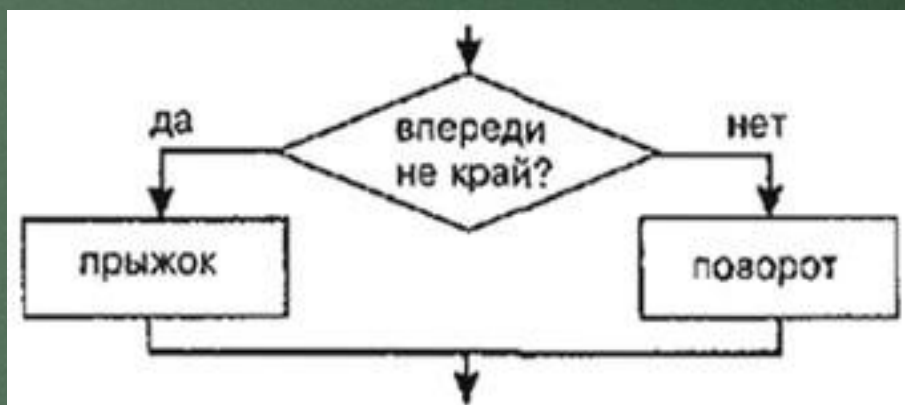 да
впереди
не край?
нет
прыжок
поворот